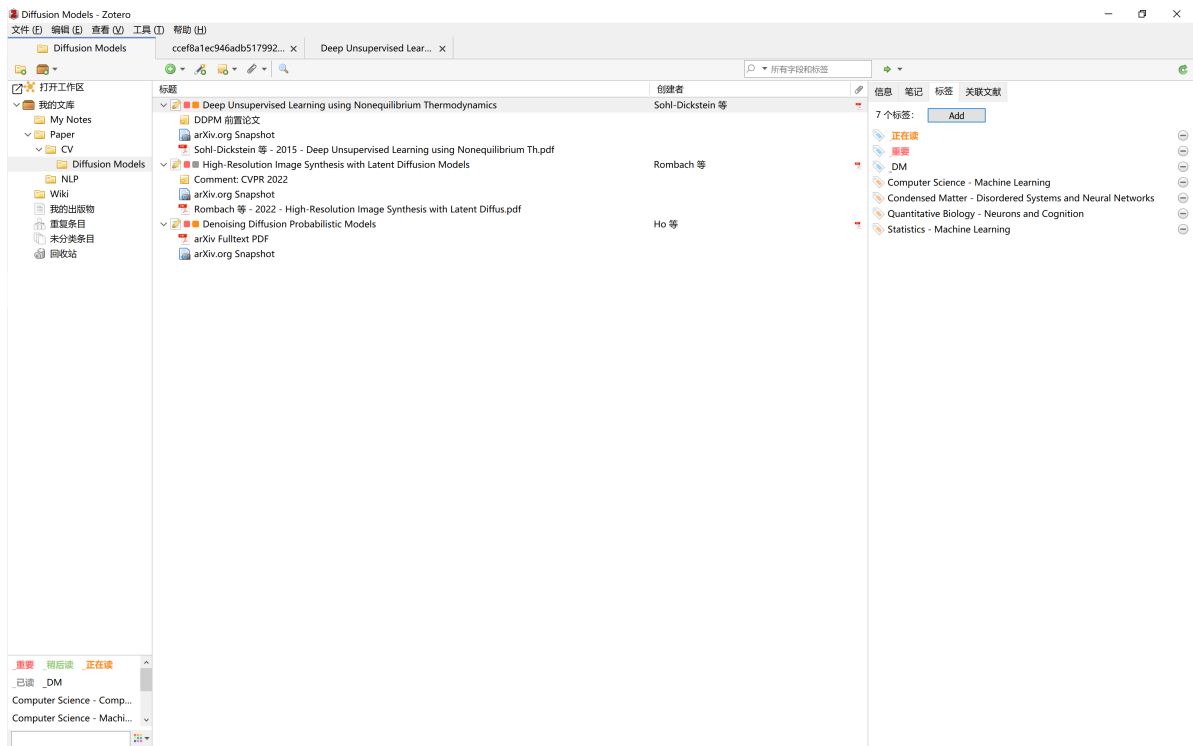 Diffusion Models - Zotero
文件 (F) 编辑 (E) 查看 (V) 工具 (T) 帮助 (H)
Diffusion Models
ccef8a1ec946adb517992...
Deep Unsupervised Lear...
所有字段和标签
打开工作区
我的文库
My Notes
Paper
CV
Diffusion Models
NLP
Wiki
我的出版物
重复条目
未分类条目
回收站
_重要 _稍后读 _正在读
_已读 _DM
Computer Science - Comp...
Computer Science - Machi...
标题 创建者
Deep Unsupervised Learning using Nonequilibrium Thermodynamics Sohl-Dickstein 等
DDPM 前置论文
arXiv.org Snapshot
Sohl-Dickstein 等 - 2015 - Deep Unsupervised Learning using Nonequilibrium Th.pdf
High-Resolution Image Synthesis with Latent Diffusion Models Rombach 等
Comment: CVPR 2022
arXiv.org Snapshot
Rombach 等 - 2022 - High-Resolution Image Synthesis with Latent Diffus.pdf
Denoising Diffusion Probabilistic Models Ho 等
arXiv Fulltext PDF
arXiv.org Snapshot
信息 笔记 标签 关联文献
7 个标签: Add
_正在读
_重要
_DM
Computer Science - Machine Learning
Condensed Matter - Disordered Systems and Neural Networks
Quantitative Biology - Neurons and Cognition
Statistics - Machine Learning